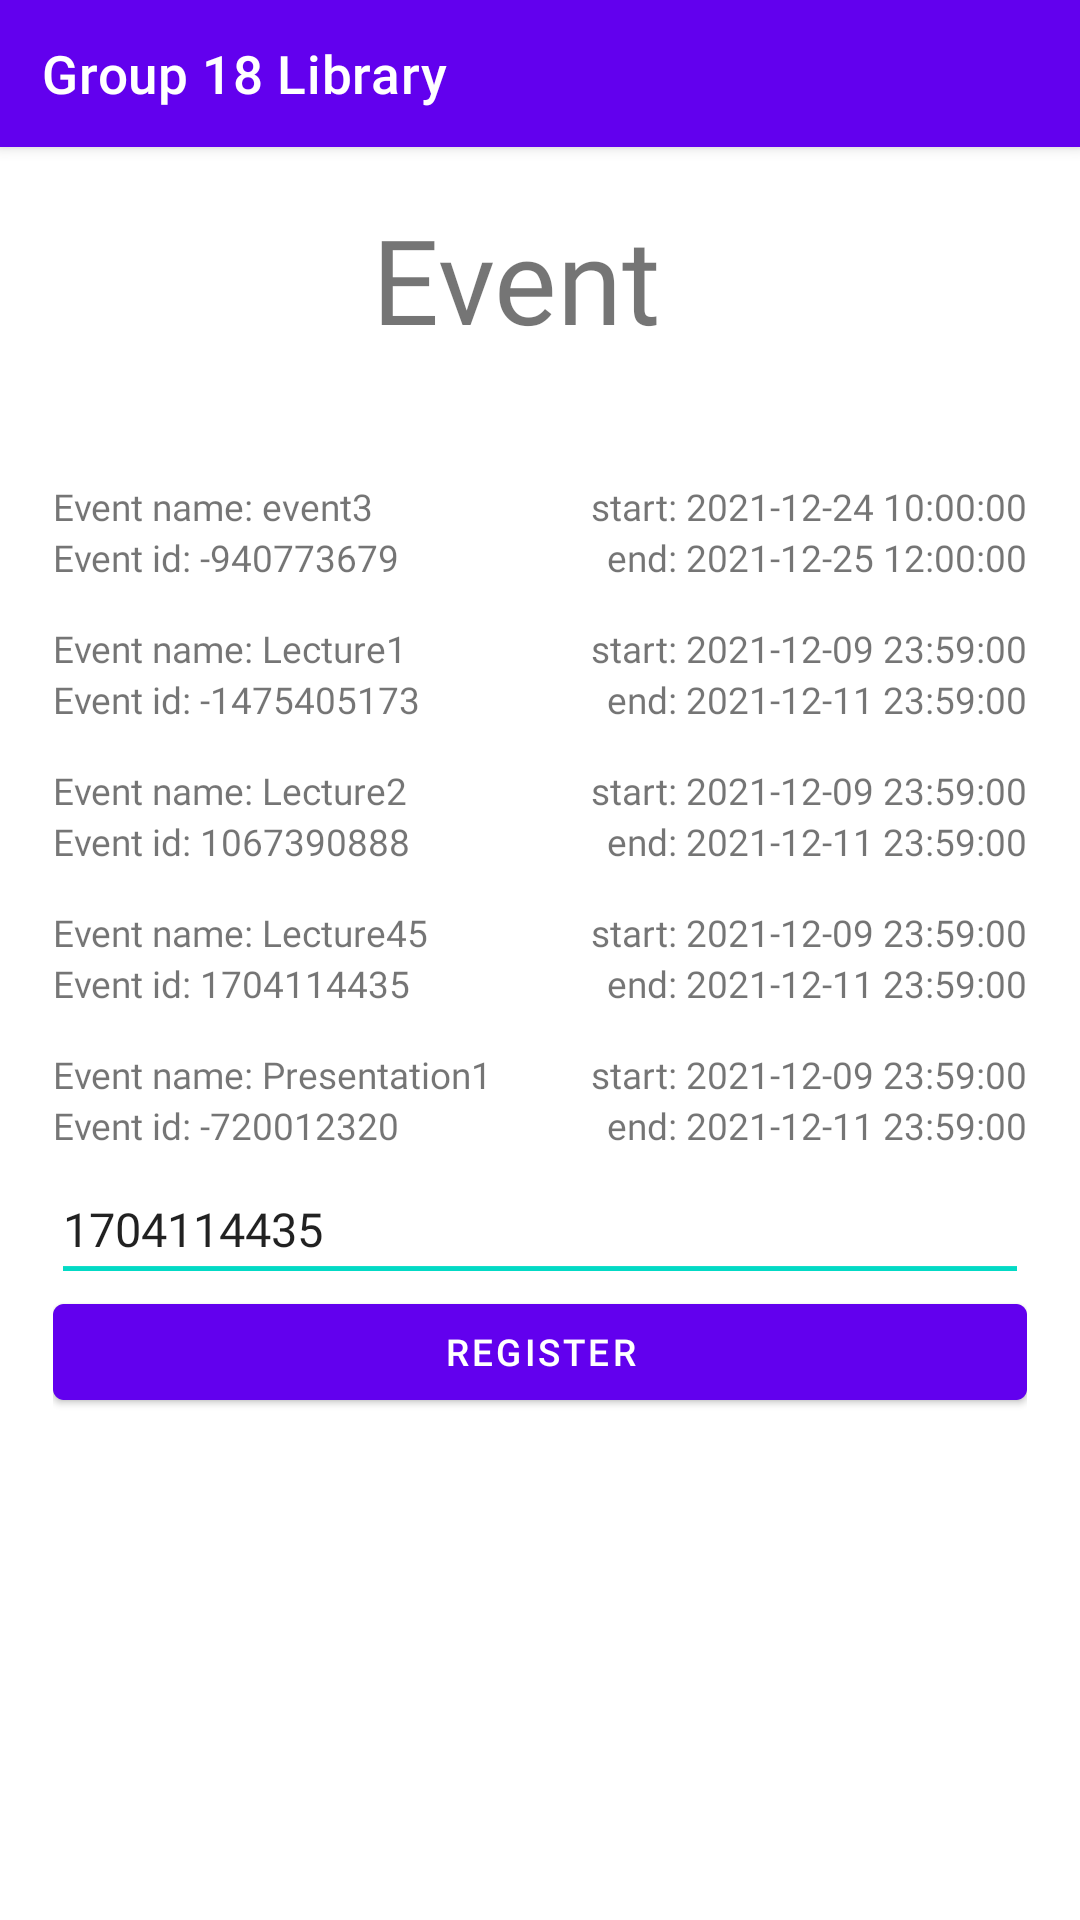 Group 18 Library
Event
Event name: event3 start: 2021-12-24 10:00:00
Event id: -940773679 end: 2021-12-25 12:00:00
Event name: Lecture1 start: 2021-12-09 23:59:00
Event id: -1475405173 end: 2021-12-11 23:59:00
Event name: Lecture2 start: 2021-12-09 23:59:00
Event id: 1067390888 end: 2021-12-11 23:59:00
Event name: Lecture45 start: 2021-12-09 23:59:00
Event id: 1704114435 end: 2021-12-11 23:59:00
Event name: Presentation1 start: 2021-12-09 23:59:00
Event id: -720012320 end: 2021-12-11 23:59:00
1704114435
REGISTER